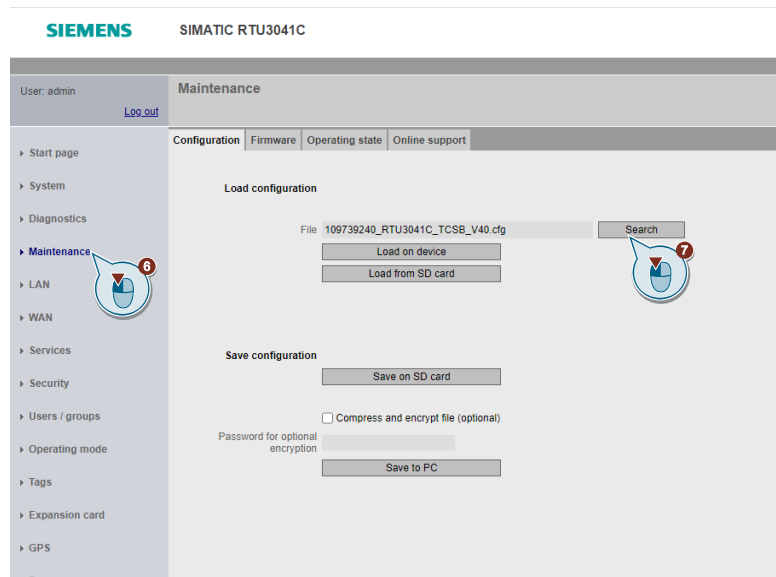 SIEMENS SIMATIC RTU3041C
User: admin
Maintenance
Log out
Configuration Firmware Operating state Online support
Start page
System
Diagnostics
Maintenance
LAN
WAN
Services
Security
Users / groups
Operating mode
Tags
Expansion card
GPS
Load configuration
File 109739240_RTU3041C_TCSB_V40.cfg Search
Load on device
Load from SD card
6
7
Save configuration
Save on SD card
Compress and encrypt file (optional)
Password for optional
encryption
Save to PC